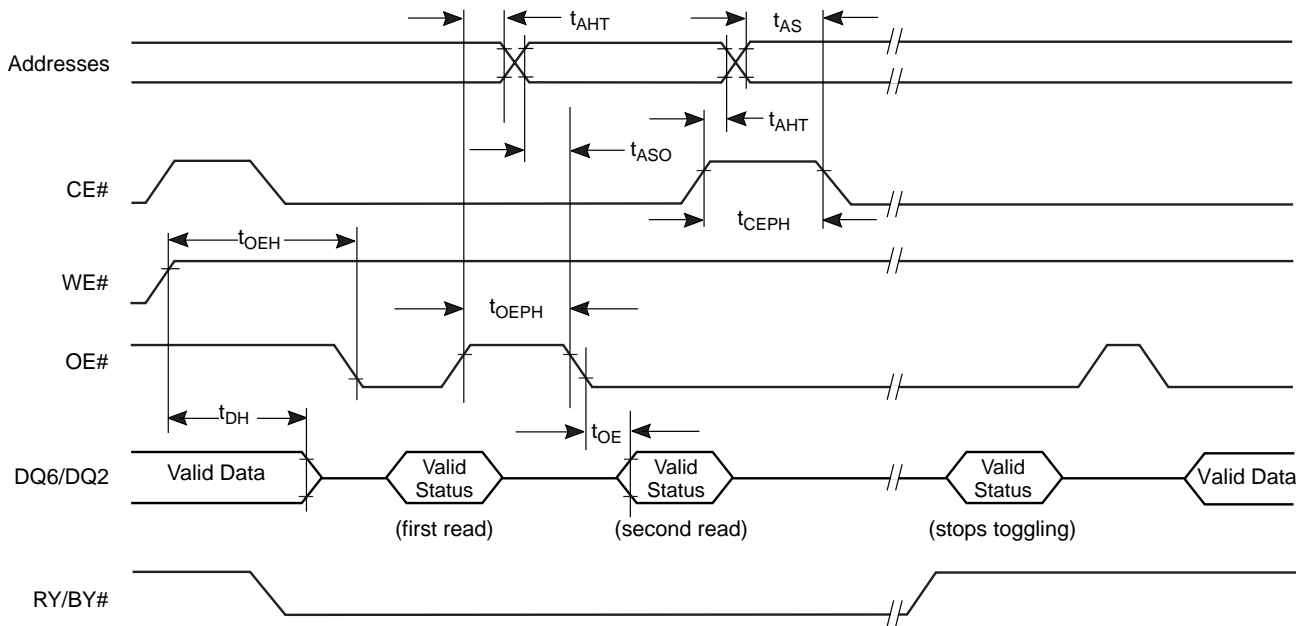 tAHT
tAS
Addresses
tAHT
tASO
CE#
tCEPH
tOEH
WE#
tOEPH
OE#
tDH
tOE
DQ6/DQ2
Valid Data
Valid
Status
Valid
Status
Valid
Status
Valid Data
(first read)
(second read)
(stops toggling)
RY/BY#